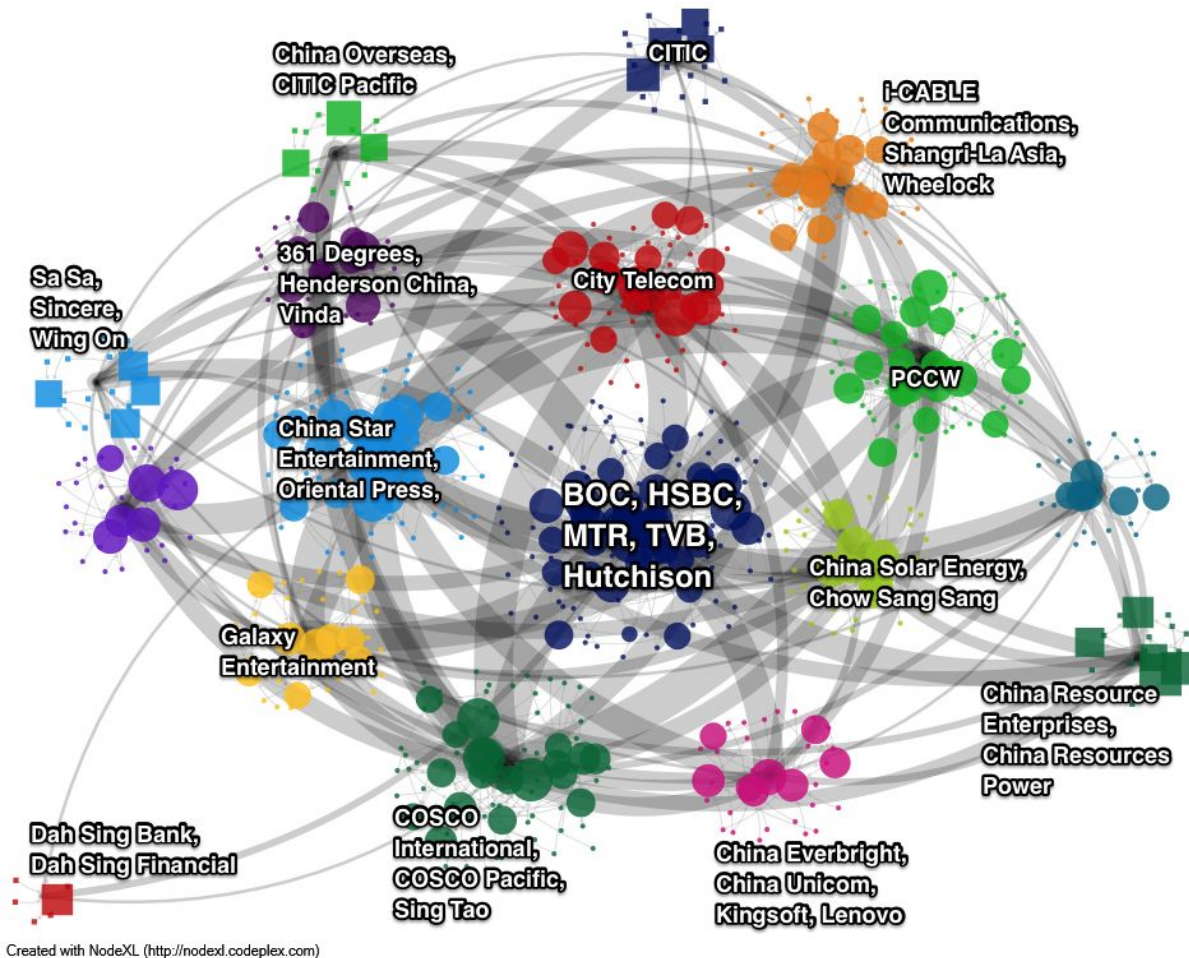 China Overseas,
CITIC Pacific
CITIC
i-CABLE
Communications,
Shangri-La Asia,
Wheelock
361 Degrees,
Henderson China,
Vinda
City Telecom
Sa Sa,
Sincere,
Wing On
PCCW
China Star
Entertainment,
Oriental Press,
BOC, HSBC,
MTR, TVB,
Hutchison
China Solar Energy,
Chow Sang Sang
Galaxy
Entertainment
China Resource
Enterprises,
China Resources
Power
Dah Sing Bank,
Dah Sing Financial
COSCO
International,
COSCO Pacific,
Sing Tao
China Everbright,
China Unicom,
Kingsoft, Lenovo
Created with NodeXL (http://nodexl.codeplex.com)